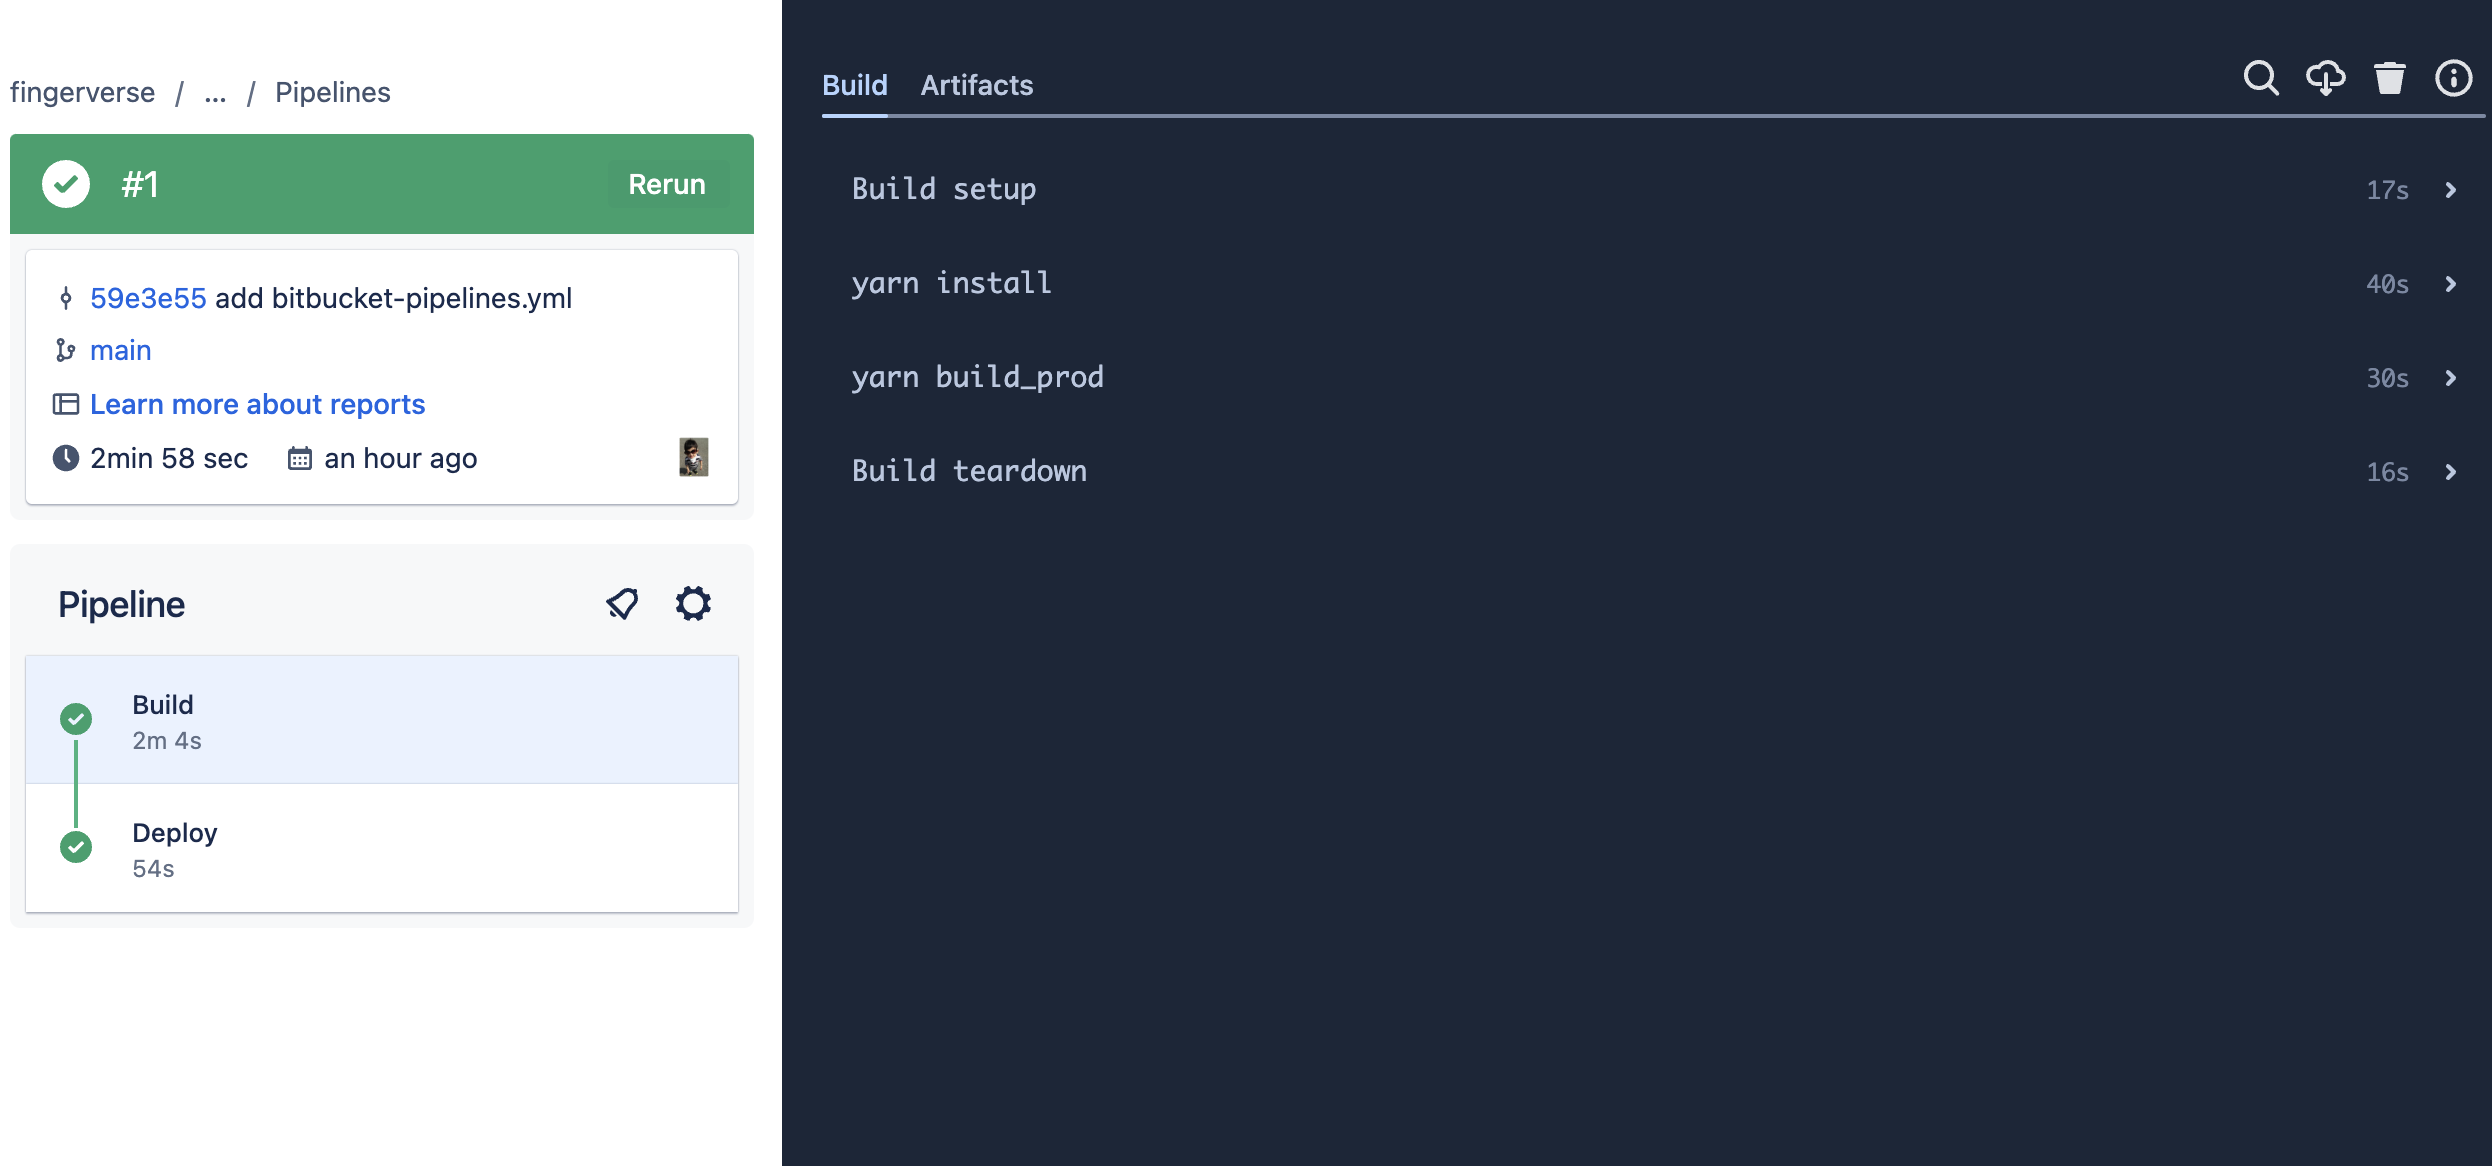 fingerverse / ... / Pipelines
#1
Rerun
59e3e55 add bitbucket-pipelines.yml
main
Learn more about reports
2min 58 sec an hour ago
Pipeline
Build
2m 4s
Deploy
54s
Build Artifacts
Build setup 17s
yarn install 40s
yarn build_prod 30s
Build teardown 16s